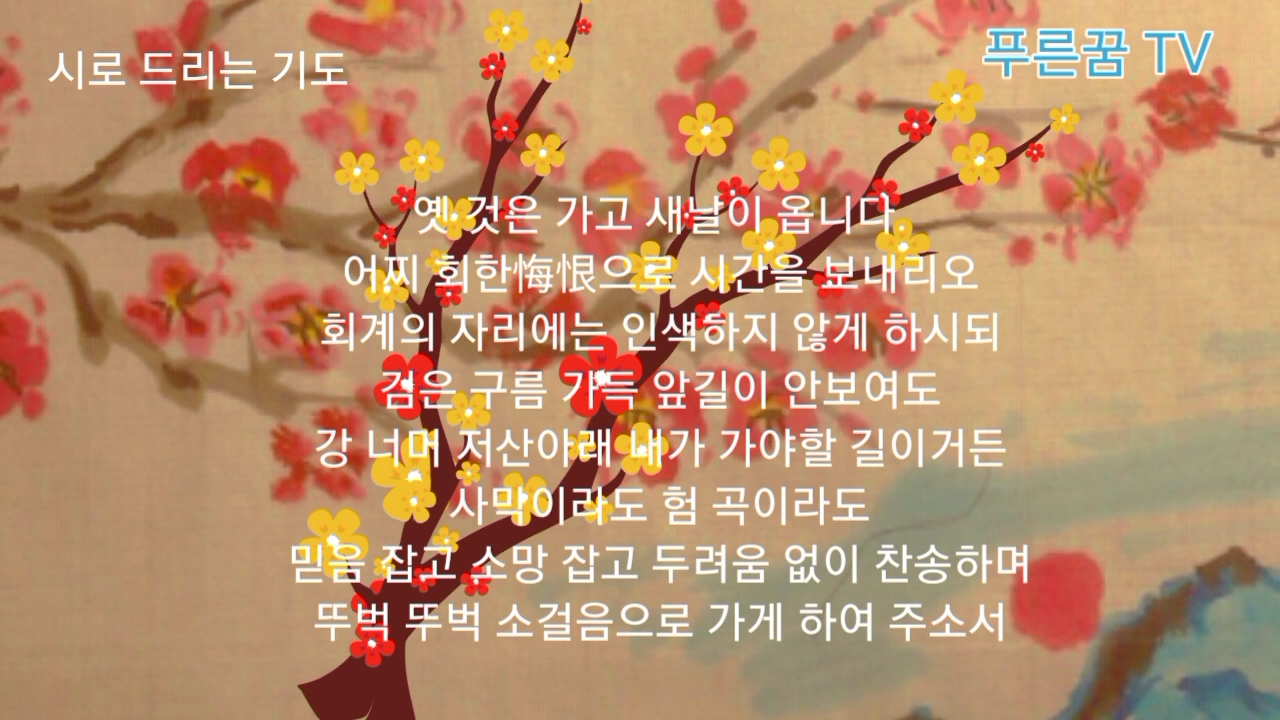 시로 드리는 기도
푸른꿈 TV
옛 것은 가고 새날이 옵니다.
어찌 회한悔恨으로 시간을 보내리오
회계의 자리에는 인색하지 않게 하시되
검은 구름 가득 앞길이 안보여도
강 너머 저산아래 내가 가야할 길이거든
사막이라도 험 곡이라도
믿음 잡고 소망 잡고 두려움 없이 찬송하며
뚜벅 뚜벅 소걸음으로 가게 하여 주소서